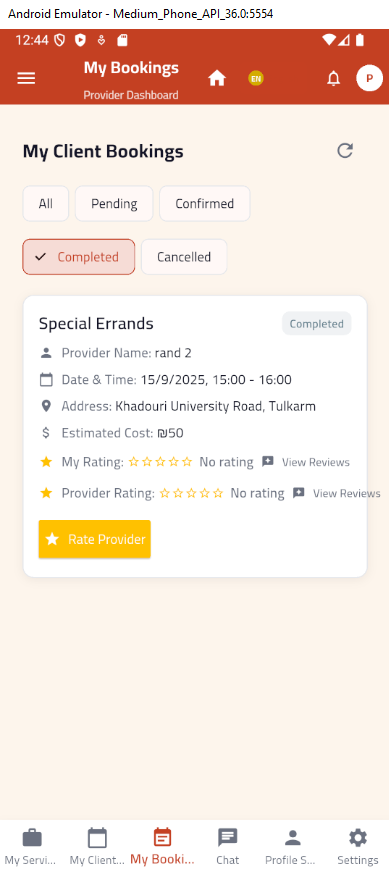 Android Emulator - Medium_Phone_API_36.0:5554
12:44
My Bookings
Provider Dashboard
EN
P
My Client Bookings
All
Pending
Confirmed
Completed
Cancelled
Special Errands
Completed
Provider Name: rand 2
Date & Time: 15/9/2025, 15:00 - 16:00
Address: Khadouri University Road, Tulkarm
$ Estimated Cost: ₪50
My Rating: No rating View Reviews
Provider Rating: No rating View Reviews
Rate Provider
My Servi... My Client... My Booki... Chat Profile S... Settings